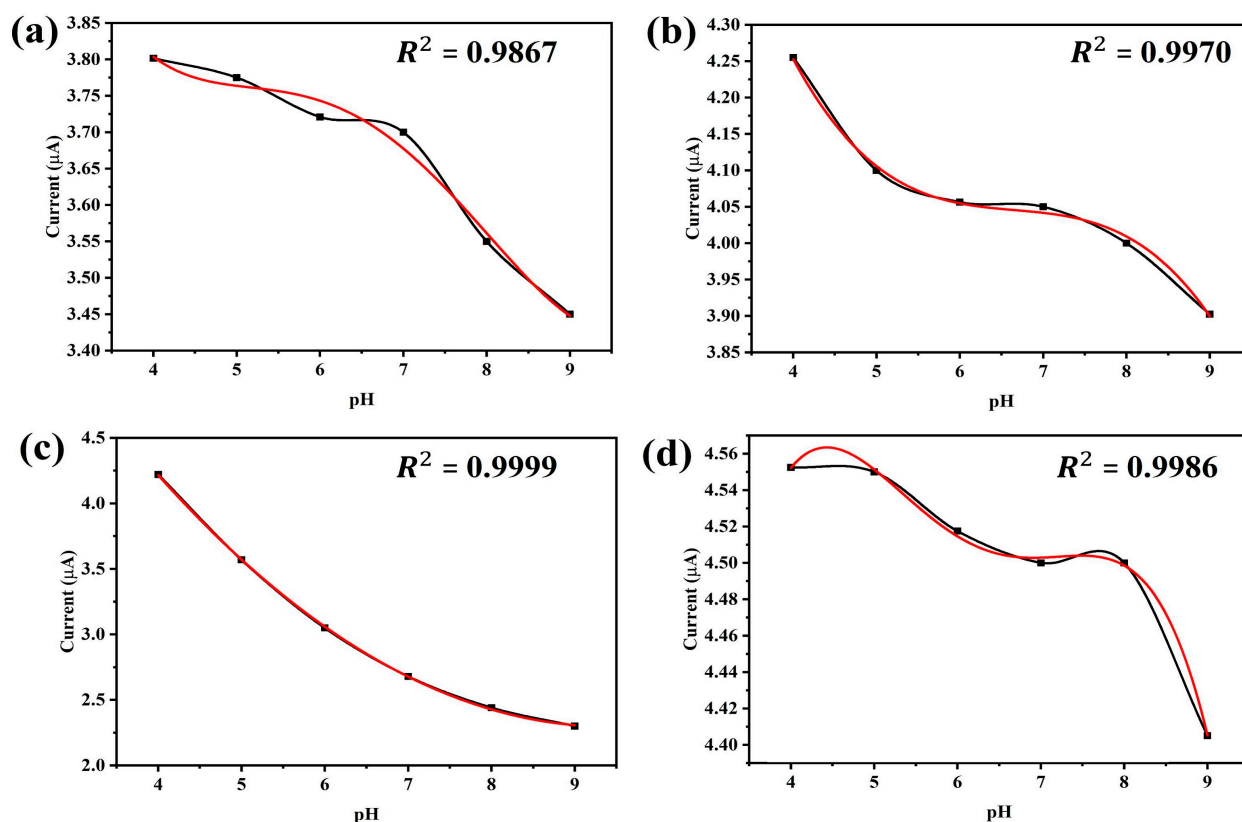 (a)
R² = 0.9867
3.85
3.80
3.75
3.70
3.65
3.60
3.55
3.50
3.45
3.40
Current (μA)
4 5 6 7 8 9
pH
(b)
R² = 0.9970
4.30
4.25
4.20
4.15
4.10
4.05
4.00
3.95
3.90
3.85
Current (μA)
4 5 6 7 8 9
pH
(c)
R² = 0.9999
4.5
4.0
3.5
3.0
2.5
2.0
Current (μA)
4 5 6 7 8 9
pH
(d)
R² = 0.9986
4.56
4.54
4.52
4.50
4.48
4.46
4.44
4.42
4.40
Current (μA)
4 5 6 7 8 9
pH